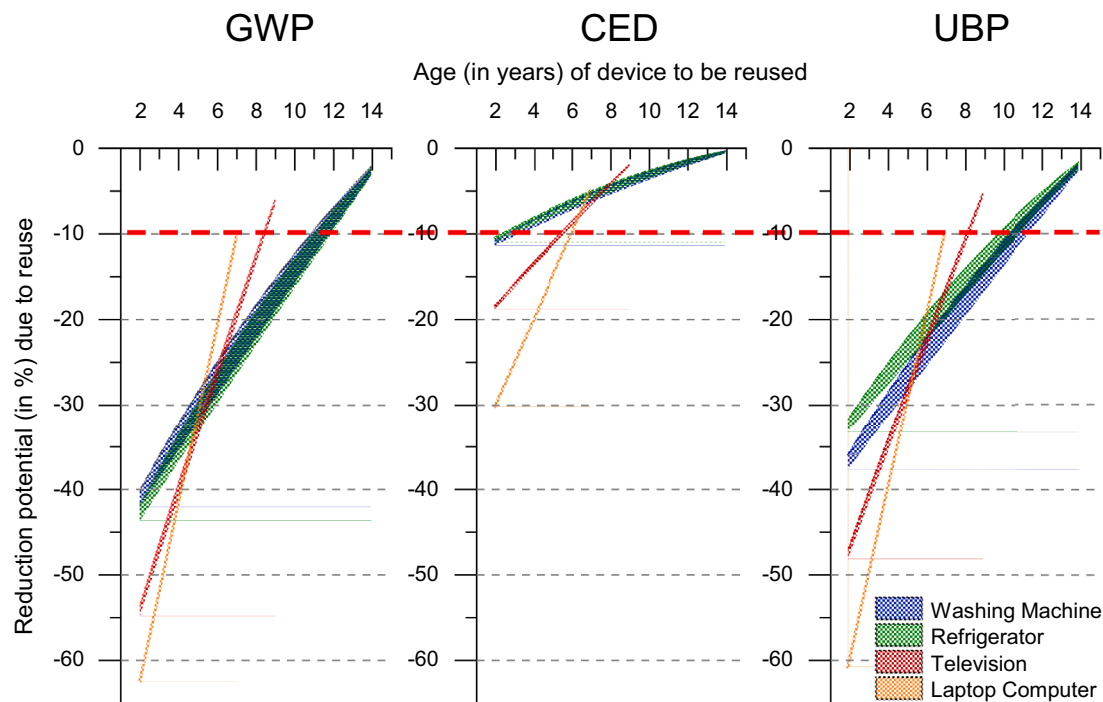 GWP CED UBP
Age (in years) of device to be reused
2 4 6 8 10 12 14 2 4 6 8 10 12 14 2 4 6 8 10 12 14
0 0 0
-10 -10 -10
-20 -20 -20
-30 -30 -30
-40 -40 -40
-50 -50 -50
-60 -60 -60
Reduction potential (in %) due to reuse
Washing Machine
Refrigerator
Television
Laptop Computer